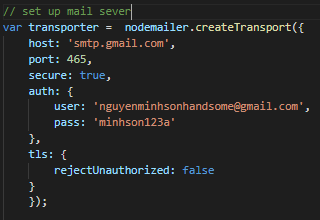 // set up mail sever
var transporter =  nodemailer.createTransport({
    host: 'smtp.gmail.com',
    port: 465,
    secure: true,
    auth: {
        user: 'nguyenminhsonhandsome@gmail.com',
        pass: 'minhson123a'
    },
    tls: {
        rejectUnauthorized: false
    }
    });